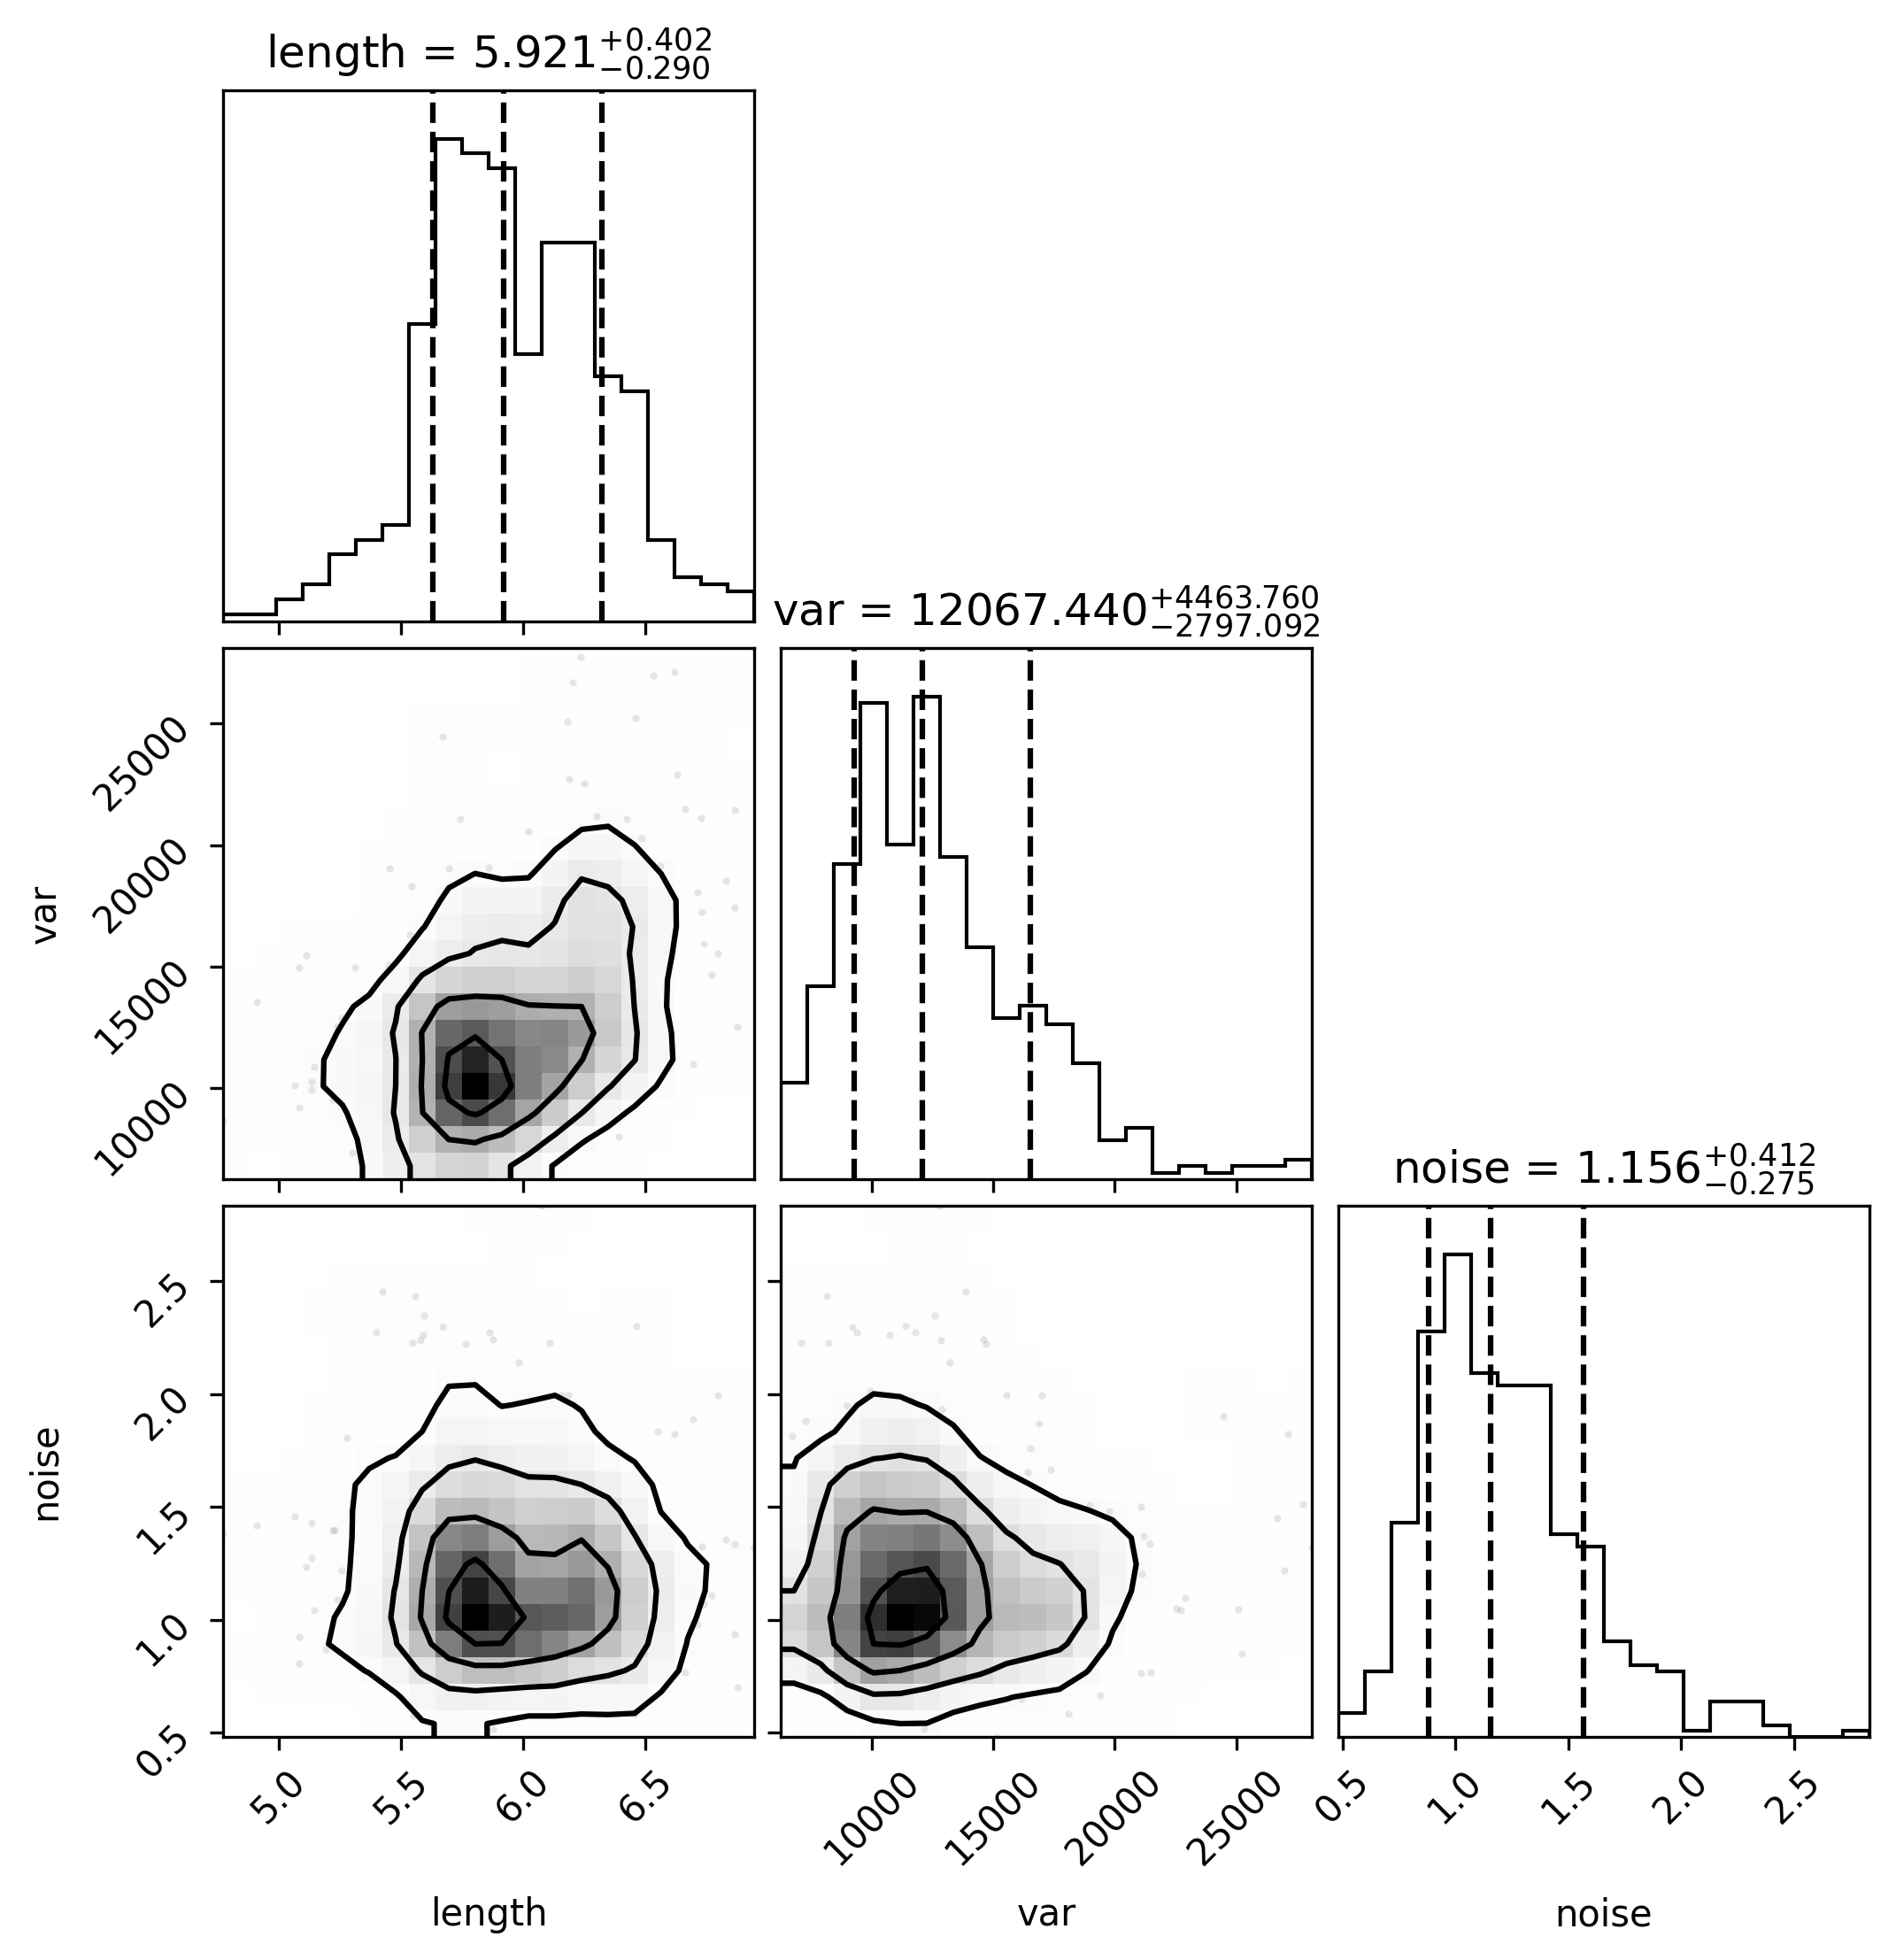 length = 5.921 +0.402 −0.290
var = 12067.440 +4463.760 −2797.092
25000
20000
15000
10000
var
noise = 1.156 +0.412 −0.275
2.5
2.0
1.5
1.0
0.5
noise
5.0 5.5 6.0 6.5
10000 15000 20000 25000
0.5 1.0 1.5 2.0 2.5
length
var
noise